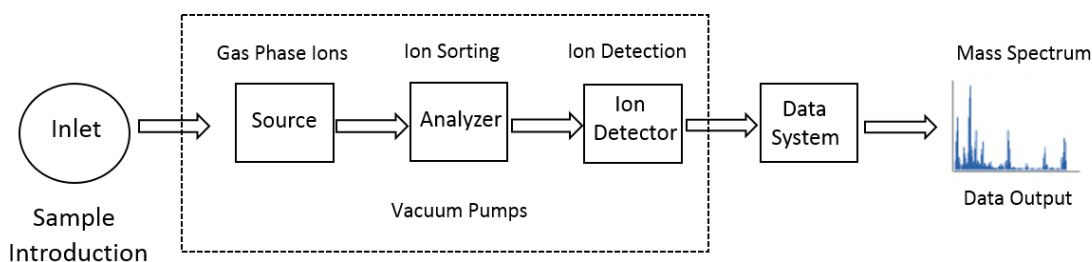 Gas Phase Ions
Ion Sorting
Ion Detection
Mass Spectrum
Inlet
Source
Analyzer
Ion
Detector
Data
System
Vacuum Pumps
Data Output
Sample
Introduction